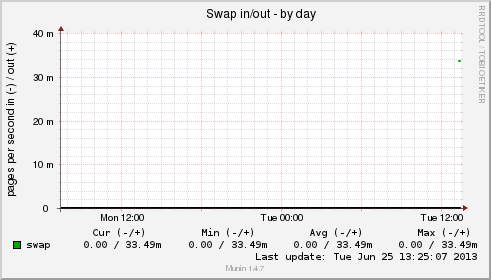 Swap in/out - by day
RRDTOOL / TOBI OETIKER
pages per second in (-) / out (+)
40 m
30 m
20 m
10 m
0
Mon 12:00
Tue 00:00
Tue 12:00
Cur (-/+) Min (-/+) Avg (-/+) Max (-/+)
swap 0.00 / 33.49m 0.00 / 33.49m 0.00 / 33.49m 0.00 / 33.49m
Last update: Tue Jun 25 13:25:07 2013
Munin 1.4.7